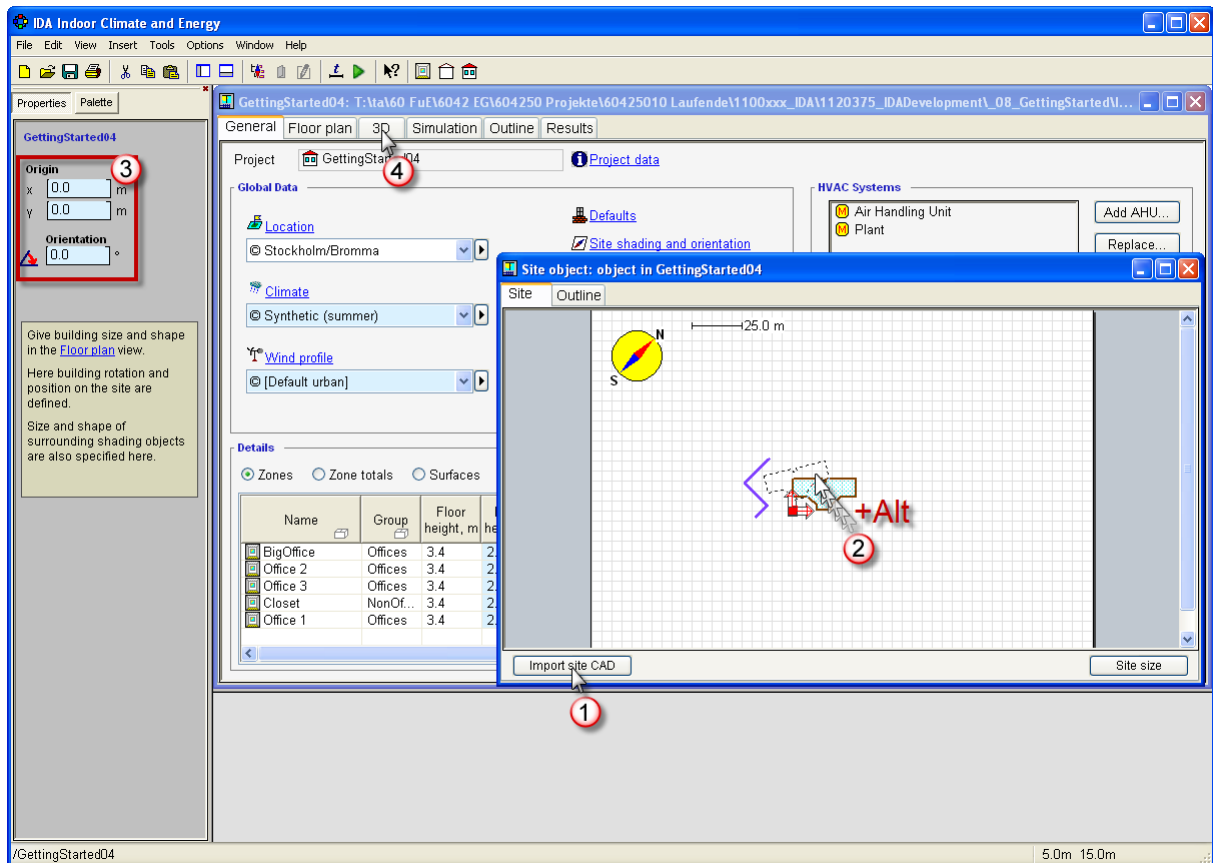 IDA Indoor Climate and Energy
File Edit View Insert Tools Options Window Help
Properties Palette
GettingStarted04
Origin
x 0.0 m
y 0.0 m
Orientation
0.0 °
3
Give building size and shape
in the Floor plan view.
Here building rotation and
position on the site are
defined.
Size and shape of
surrounding shading objects
are also specified here.
GettingStarted04: T:\ta\60 FuE\6042 EG\604250 Projekte\60425010 Laufende\1100xxx_IDA\1120375_IDADevelopment\_08_GettingStarted\I...
General Floor plan 3D Simulation Outline Results
4
Project GettingStarted04 Project data
Global Data
Location
© Stockholm/Bromma
Climate
© Synthetic (summer)
Wind profile
© [Default urban]
Defaults
Site shading and orientation
HVAC Systems
M Air Handling Unit
M Plant
Add AHU...
Replace...
Details
Zones Zone totals Surfaces
Name Group Floor height, m
BigOffice Offices 3.4 2.
Office 2 Offices 3.4 2.
Office 3 Offices 3.4 2.
Closet NonOf... 3.4 2.
Office 1 Offices 3.4 2.
Site object: object in GettingStarted04
Site Outline
N
S
25.0 m
+Alt
2
Import site CAD
Site size
1
/GettingStarted04
5.0m 15.0m